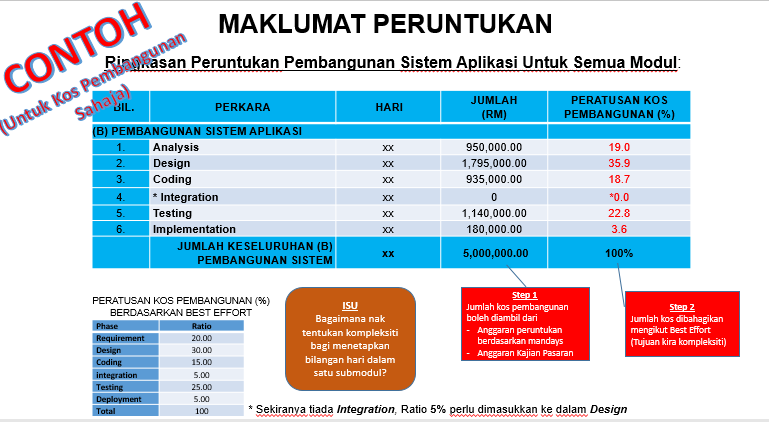 MAKLUMAT PERUNTUKAN
CONTOH
(Untuk Kos Pembangunan
Sahaja)
Ringkasan Peruntukan Pembangunan Sistem Aplikasi Untuk Semua Modul:
BIL. PERKARA HARI JUMLAH (RM) PERATUSAN KOS PEMBANGUNAN (%)
(B) PEMBANGUNAN SISTEM APLIKASI
1. Analysis xx 950,000.00 19.0
2. Design xx 1,795,000.00 35.9
3. Coding xx 935,000.00 18.7
4. * Integration xx 0 *0.0
5. Testing xx 1,140,000.00 22.8
6. Implementation xx 180,000.00 3.6
JUMLAH KESELURUHAN (B) PEMBANGUNAN SISTEM xx 5,000,000.00 100%
PERATUSAN KOS PEMBANGUNAN (%)
BERDASARKAN BEST EFFORT
Phase Ratio
Requirement 20.00
Design 30.00
Coding 15.00
integration 5.00
Testing 25.00
Deployment 5.00
Total 100
ISU
Bagaimana nak
tentukan kompleksiti
bagi menetapkan
bilangan hari dalam
satu submodul?
Step 1
Jumlah kos pembangunan
boleh diambil dari
- Anggaran peruntukan
berdasarkan mandays
- Anggaran Kajian Pasaran
Step 2
Jumlah kos dibahagikan
mengikut Best Effort
(Tujuan kira kompleksiti)
* Sekiranya tiada Integration, Ratio 5% perlu dimasukkan ke dalam Design